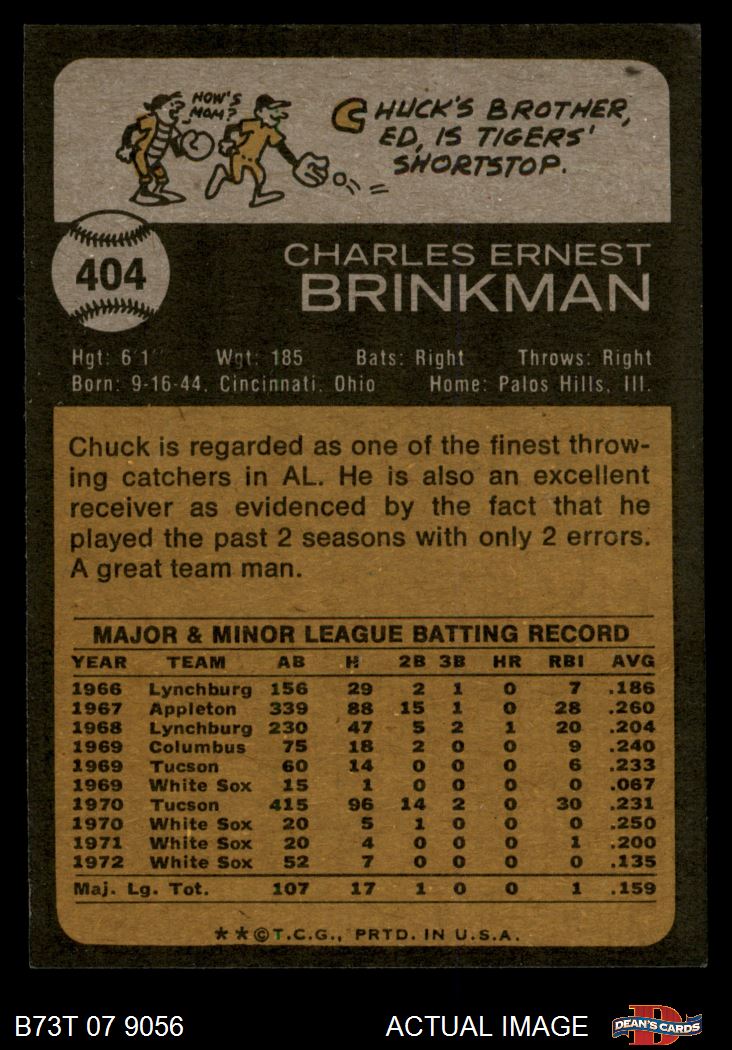 HOW'S
MOM?
CHUCK'S BROTHER,
ED, IS TIGERS'
SHORTSTOP.
404
CHARLES ERNEST
BRINKMAN
Hgt: 6'1" Wgt: 185 Bats: Right Throws: Right
Born: 9-16-44, Cincinnati, Ohio Home: Palos Hills, Ill.
Chuck is regarded as one of the finest throw-
ing catchers in AL. He is also an excellent
receiver as evidenced by the fact that he
played the past 2 seasons with only 2 errors.
A great team man.
MAJOR & MINOR LEAGUE BATTING RECORD
YEAR TEAM AB H 2B 3B HR RBI AVG
1966 Lynchburg 156 29 2 1 0 7 .186
1967 Appleton 339 88 15 1 0 28 .260
1968 Lynchburg 230 47 5 2 1 20 .204
1969 Columbus 75 18 2 0 0 9 .240
1969 Tucson 60 14 0 0 0 6 .233
1969 White Sox 15 1 0 0 0 0 .067
1970 Tucson 415 96 14 2 0 30 .231
1970 White Sox 20 5 1 0 0 0 .250
1971 White Sox 20 4 0 0 0 1 .200
1972 White Sox 52 7 0 0 0 0 .135
Maj. Lg. Tot. 107 17 1 0 0 1 .159
**©T.C.G., PRTD. IN U.S.A.
B73T 07 9056 ACTUAL IMAGE D DEAN'S CARDS